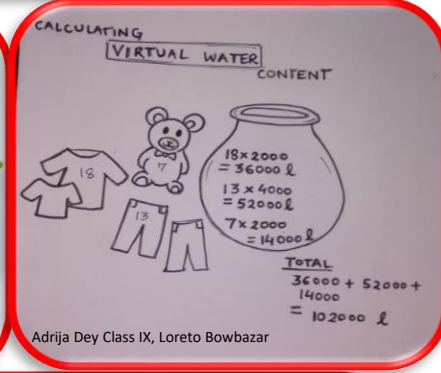 CALCULATING
VIRTUAL WATER
CONTENT
18
7
13
18×2000
= 36000 l
13 × 4000
= 52000 l
7×2000
= 14000 l
TOTAL
36000 + 52000 +
14000
= 102000 l
Adrija Dey Class IX, Loreto Bowbazar